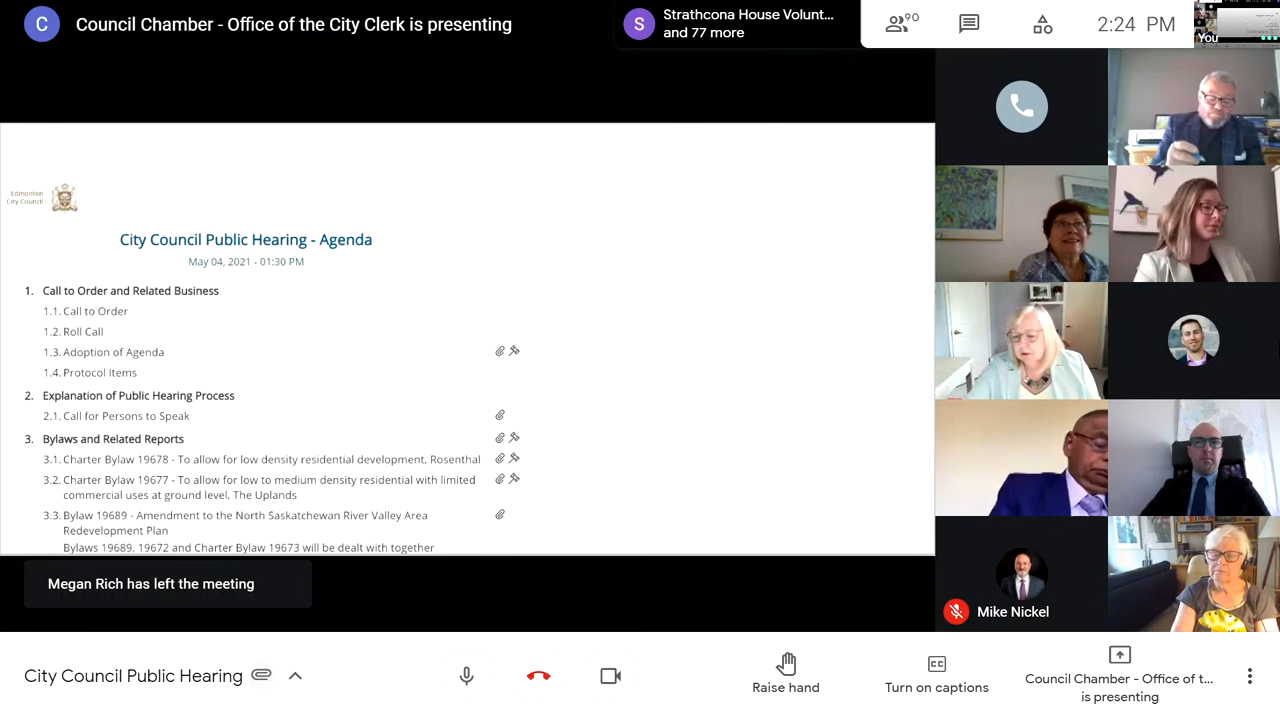 C Council Chamber - Office of the City Clerk is presenting
S Strathcona House Volunt...
and 77 more
90
2:24 PM
You
Edmonton
City Council
City Council Public Hearing - Agenda
May 04, 2021 - 01:30 PM
1. Call to Order and Related Business
1.1. Call to Order
1.2. Roll Call
1.3. Adoption of Agenda
1.4. Protocol Items
2. Explanation of Public Hearing Process
2.1. Call for Persons to Speak
3. Bylaws and Related Reports
3.1. Charter Bylaw 19678 - To allow for low density residential development, Rosenthal
3.2. Charter Bylaw 19677 - To allow for low to medium density residential with limited
commercial uses at ground level, The Uplands
3.3. Bylaw 19689 - Amendment to the North Saskatchewan River Valley Area
Redevelopment Plan
Bylaws 19689, 19672 and Charter Bylaw 19673 will be dealt with together
Megan Rich has left the meeting
Mike Nickel
City Council Public Hearing
Raise hand
CC
Turn on captions
Council Chamber - Office of t...
is presenting